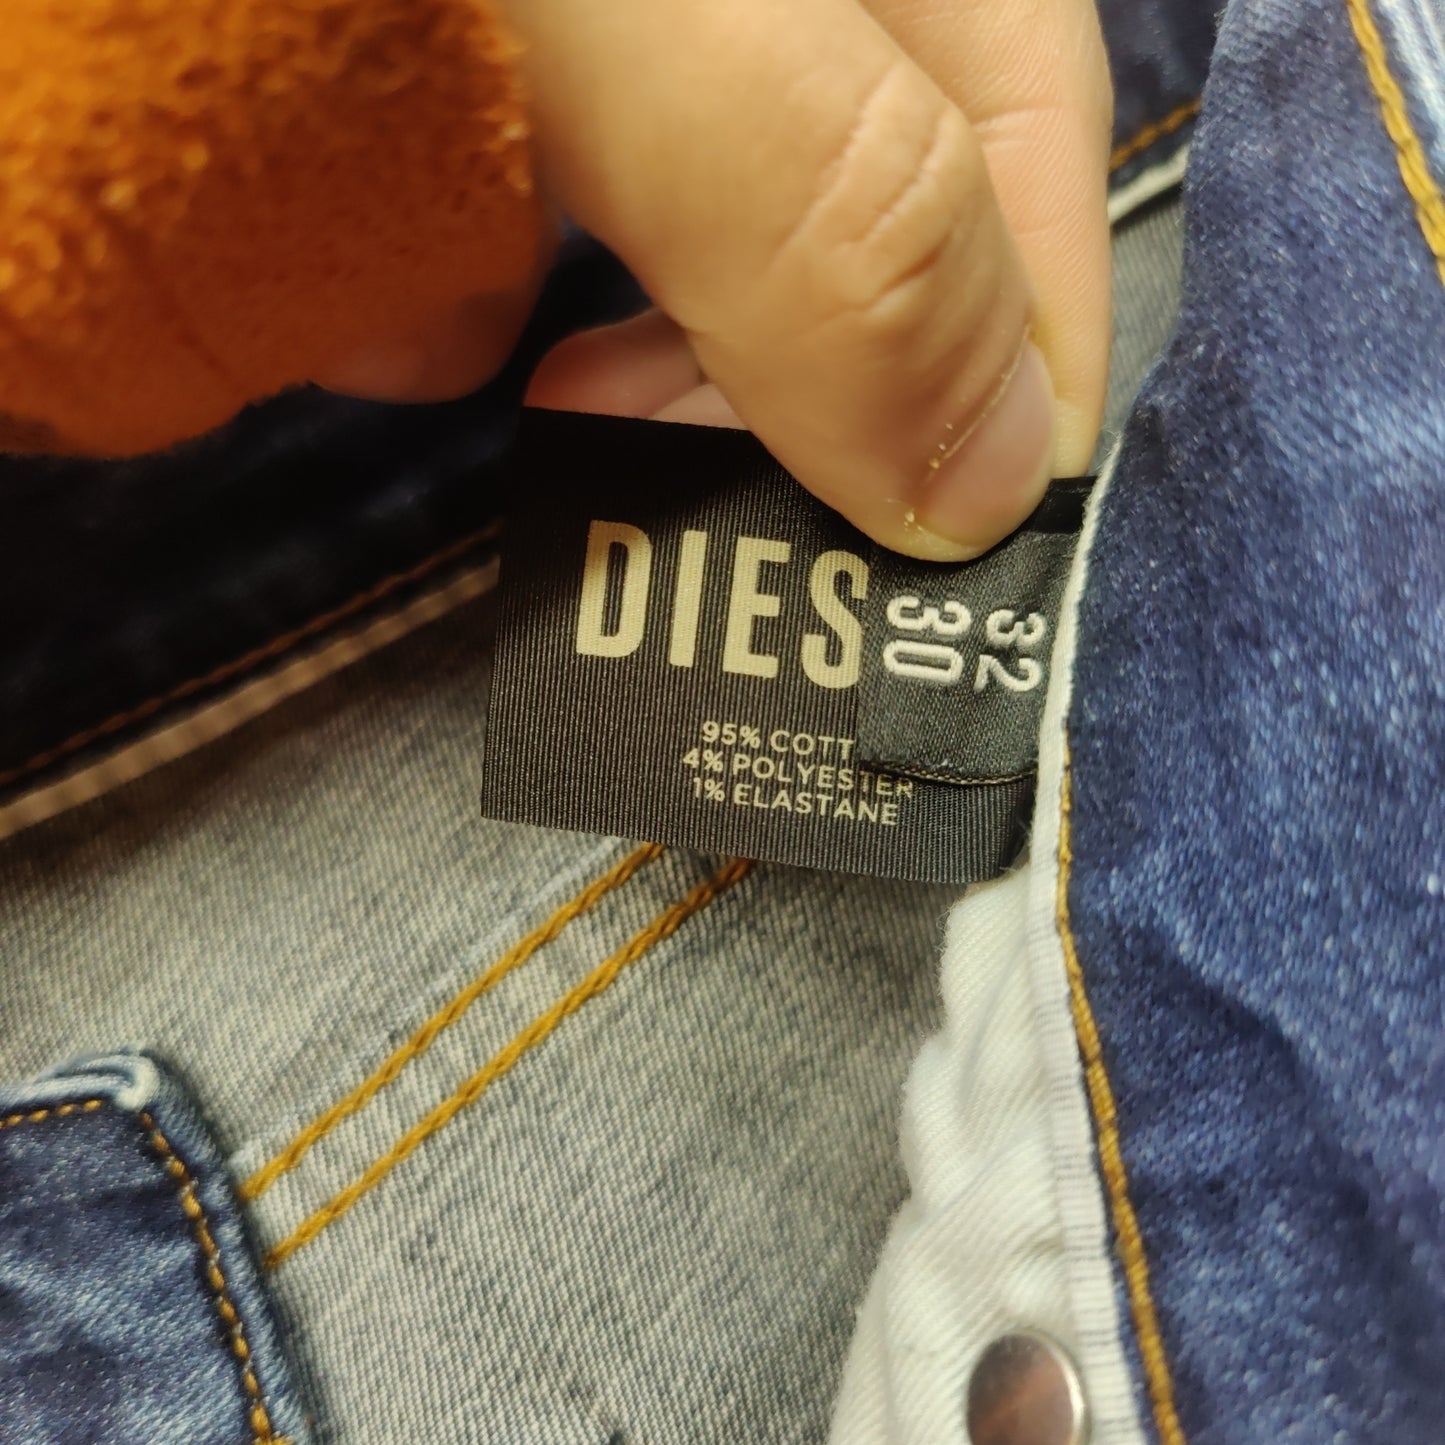 DIES
95% COTT
4% POLYESTER
1% ELASTANE
32
30